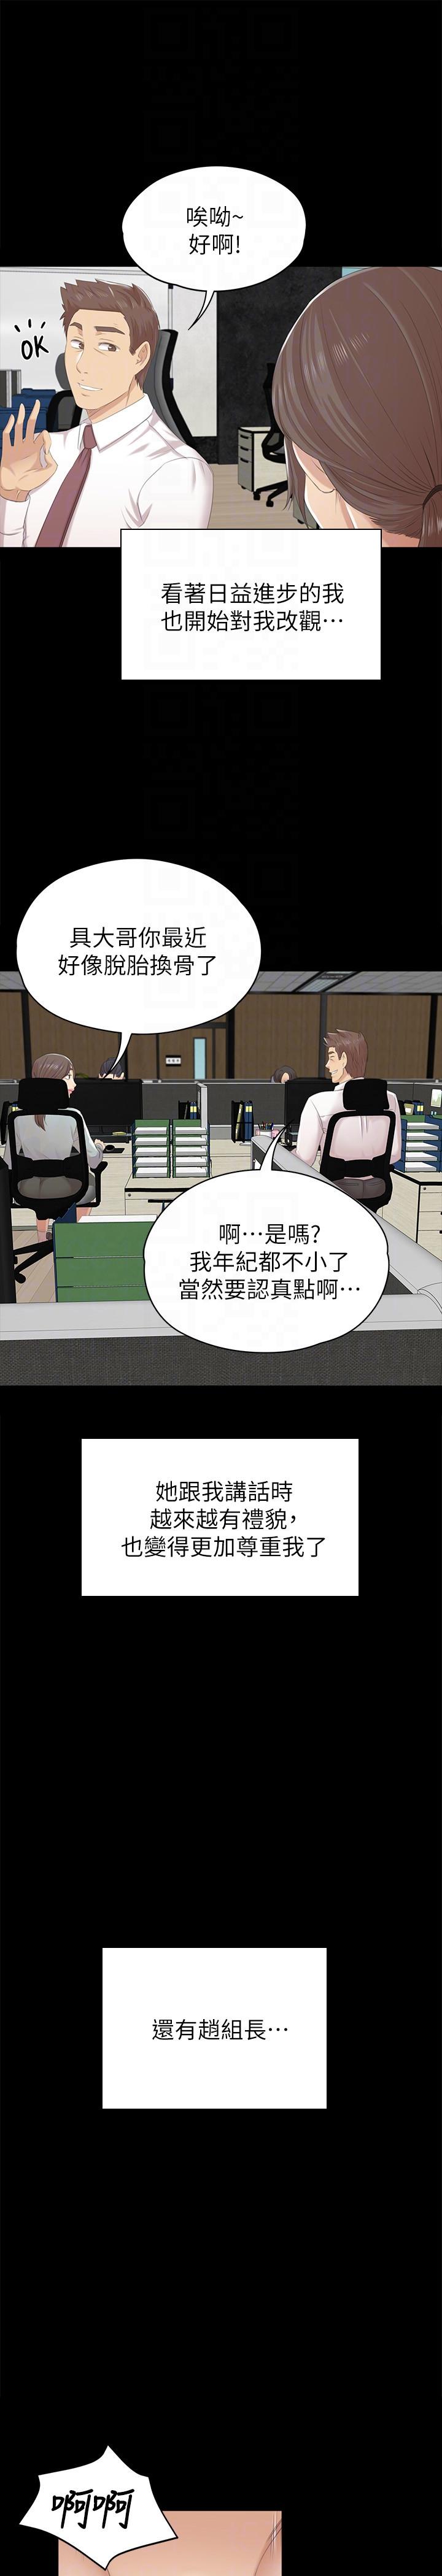 唉呦~
好啊!
OK
看著日益進步的我
也開始對我改觀…
具大哥你最近
好像脫胎換骨了
啊…是嗎?
我年紀都不小了
當然要認真點啊…
她跟我講話時
越來越有禮貌,
也變得更加尊重我了
還有趙組長…
啊啊